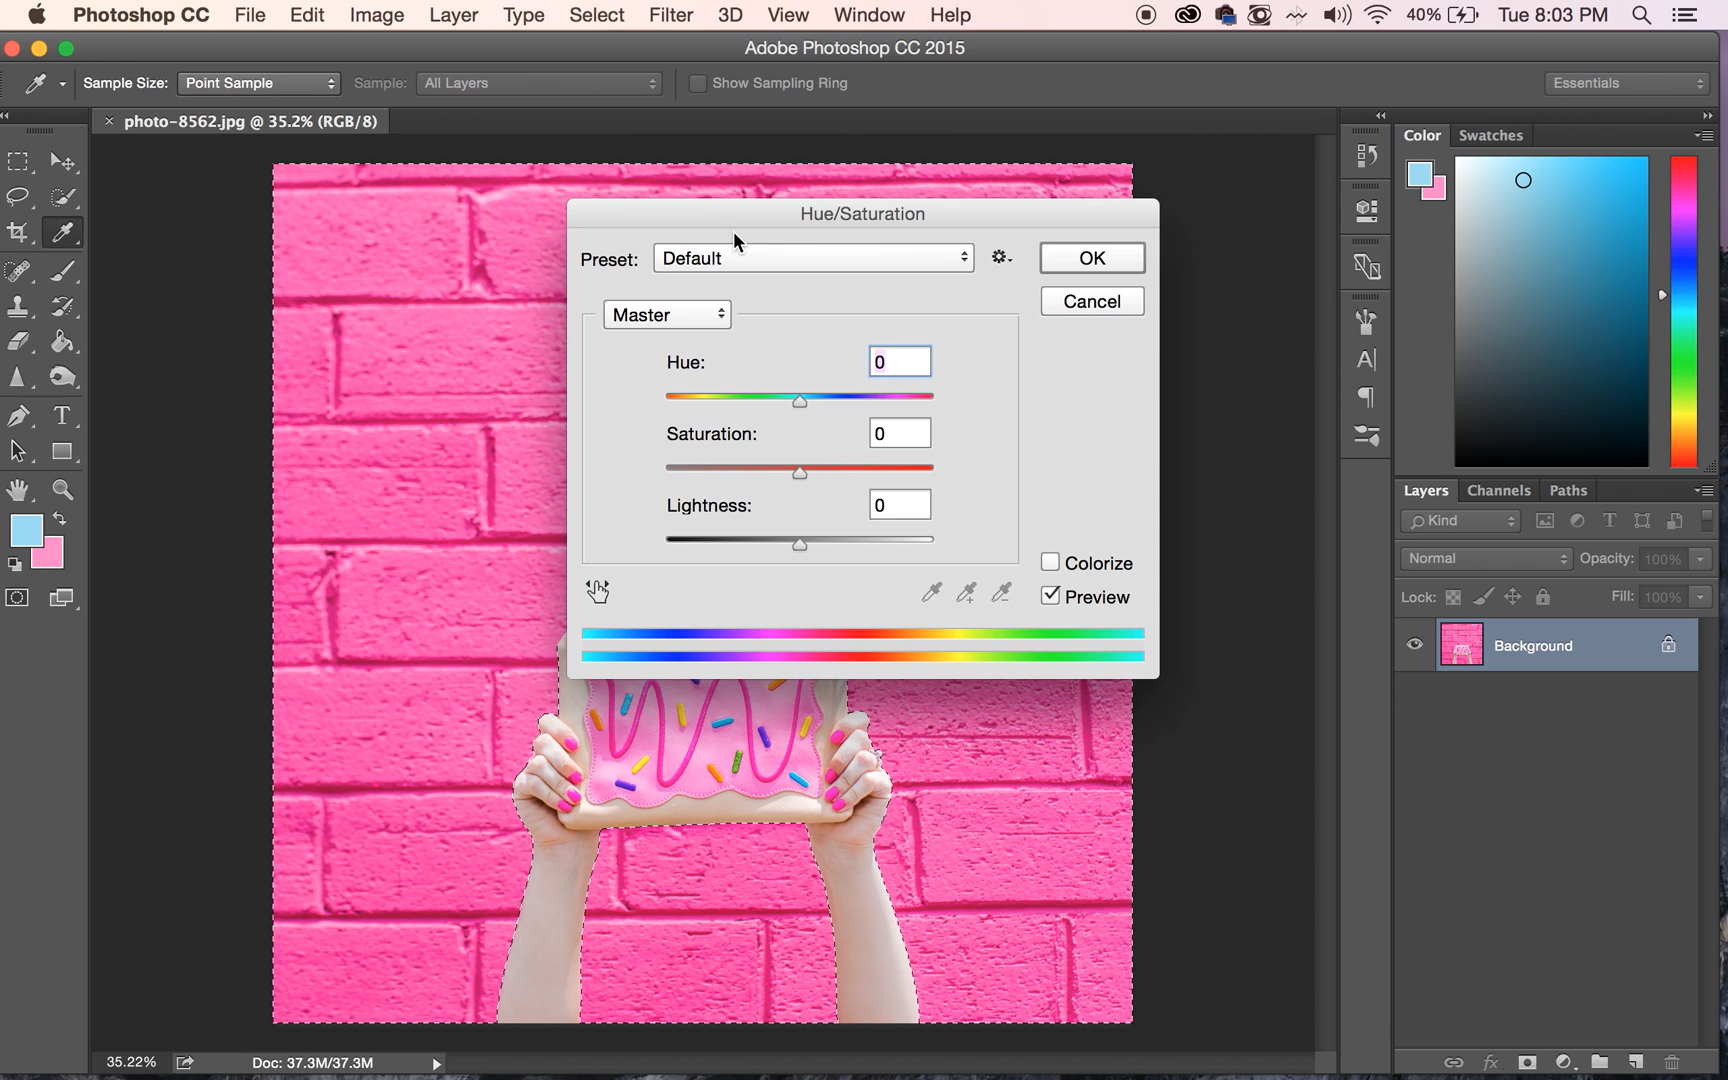 Photoshop CC File Edit Image Layer Type Select Filter 3D View Window Help 40% Tue 8:03 PM
Adobe Photoshop CC 2015
Sample Size: Point Sample Sample: All Layers Show Sampling Ring Essentials
× photo-8562.jpg @ 35.2% (RGB/8)
Color Swatches
Hue/Saturation
Preset: Default OK
Cancel
Master
Hue: 0
Saturation: 0
Lightness: 0
Colorize
Preview
A
T
Layers Channels Paths
Kind T
Normal Opacity: 100%
Lock: Fill: 100%
Background
35.22% Doc: 37.3M/37.3M fx